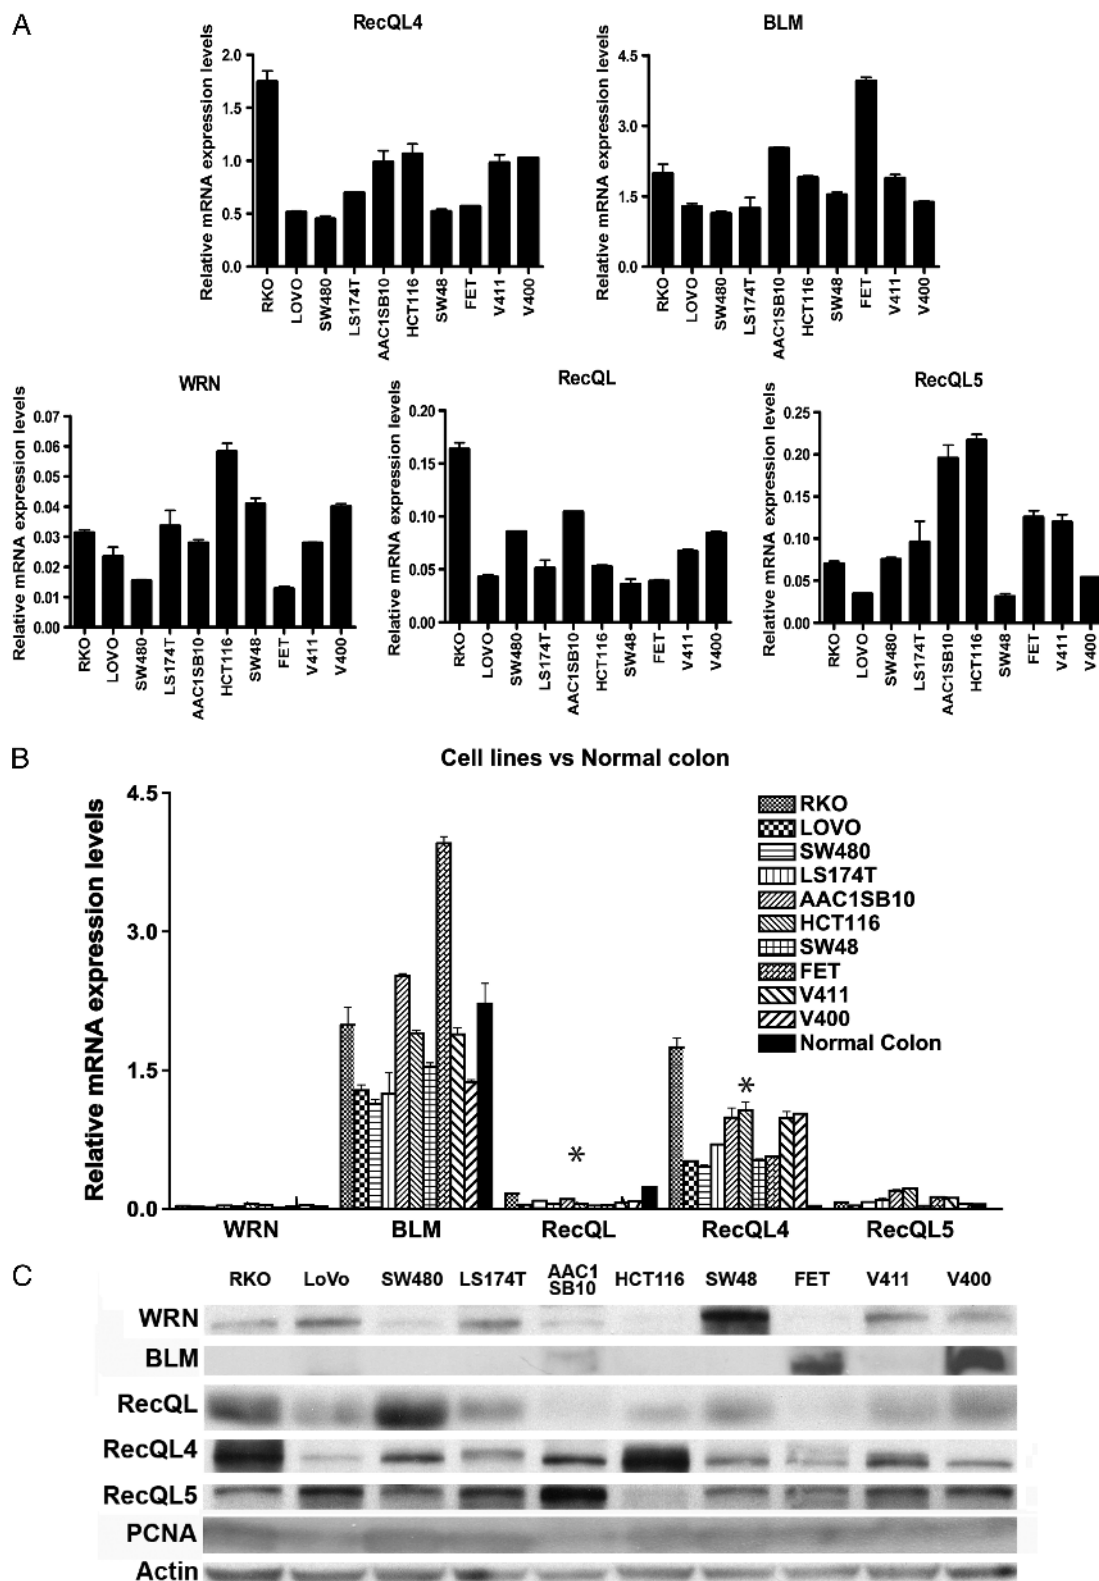 A
RecQL4
Relative mRNA expression levels
2.0
1.5
1.0
0.5
0.0
RKO
LOVO
SW480
LS174T
AAC1SB10
HCT116
SW48
FET
V411
V400
BLM
Relative mRNA expression levels
4.5
3.0
1.5
0.0
RKO
LOVO
SW480
LS174T
AAC1SB10
HCT116
SW48
FET
V411
V400
WRN
Relative mRNA expression levels
0.07
0.06
0.05
0.04
0.03
0.02
0.01
0.00
RKO
LOVO
SW480
LS174T
AAC1SB10
HCT116
SW48
FET
V411
V400
RecQL
Relative mRNA expression levels
0.20
0.15
0.10
0.05
0.00
RKO
LOVO
SW480
LS174T
AAC1SB10
HCT116
SW48
FET
V411
V400
RecQL5
Relative mRNA expression levels
0.25
0.20
0.15
0.10
0.05
0.00
RKO
LOVO
SW480
LS174T
AAC1SB10
HCT116
SW48
FET
V411
V400
B
Cell lines vs Normal colon
Relative mRNA expression levels
4.5
3.0
1.5
0.0
RKO
LOVO
SW480
LS174T
AAC1SB10
HCT116
SW48
FET
V411
V400
Normal Colon
*
*
WRN BLM RecQL RecQL4 RecQL5
C
RKO LoVo SW480 LS174T AAC1 SB10 HCT116 SW48 FET V411 V400
WRN
BLM
RecQL
RecQL4
RecQL5
PCNA
Actin